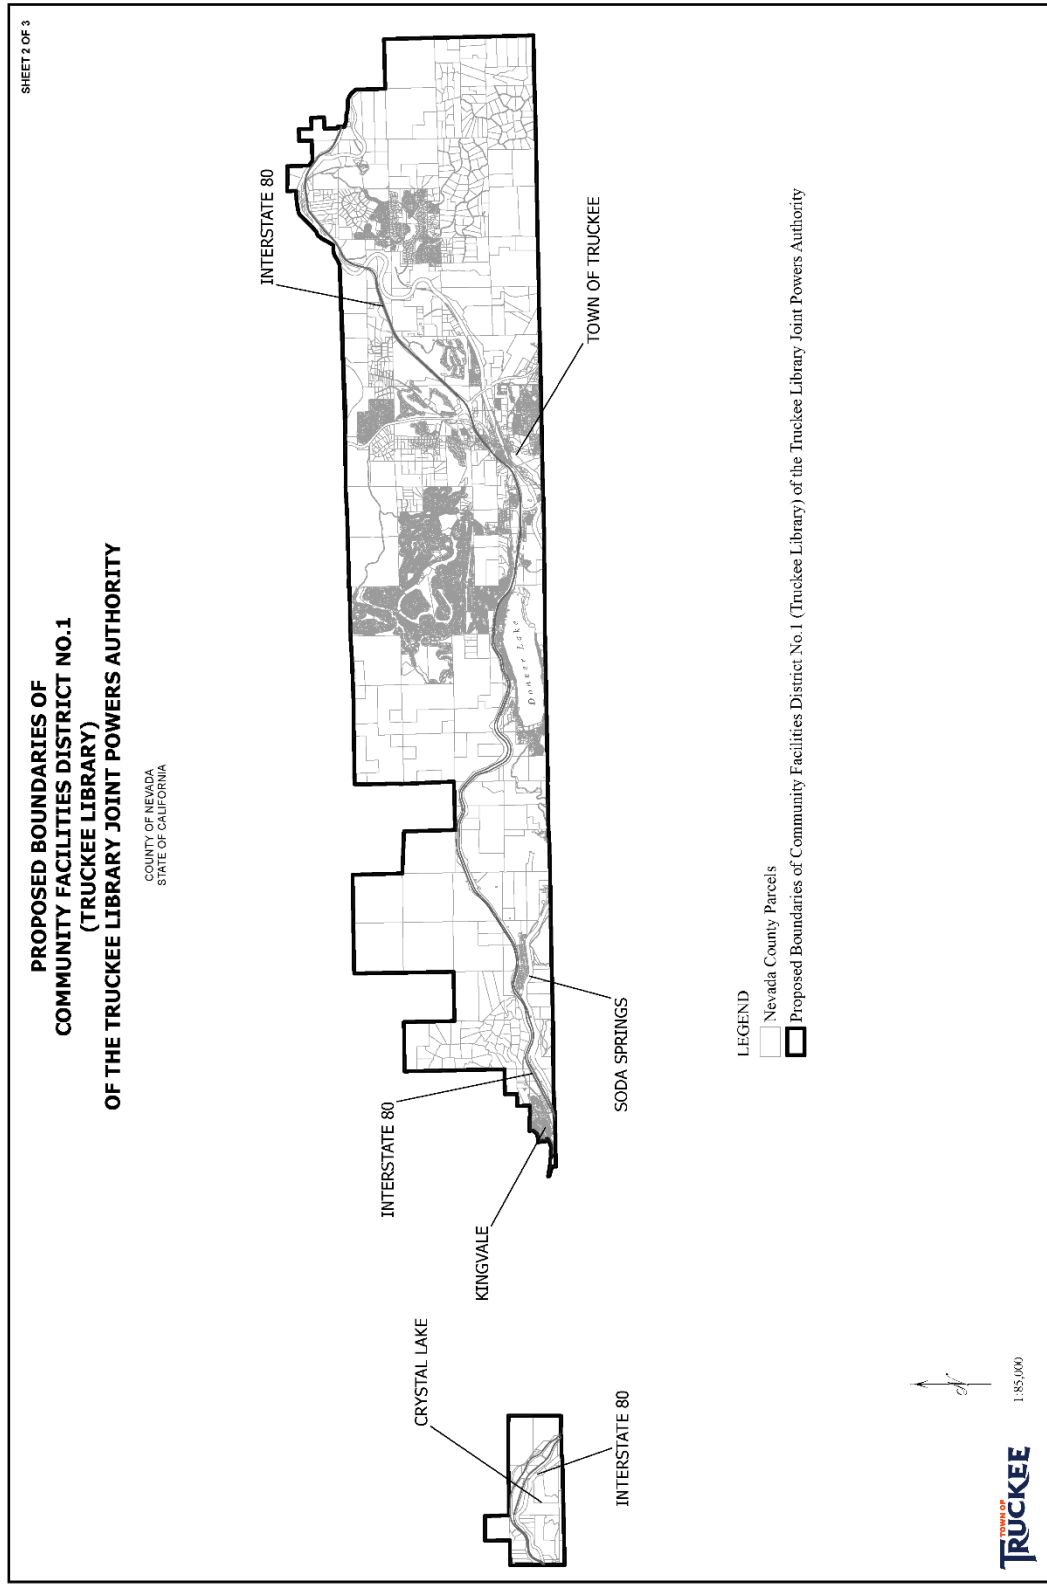 SHEET 2 OF 3
PROPOSED BOUNDARIES OF
COMMUNITY FACILITIES DISTRICT NO.1
(TRUCKEE LIBRARY)
OF THE TRUCKEE LIBRARY JOINT POWERS AUTHORITY
COUNTY OF NEVADA
STATE OF CALIFORNIA
INTERSTATE 80
INTERSTATE 80
KINGVALE
CRYSTAL LAKE
Donner Lake
TOWN OF TRUCKEE
SODA SPRINGS
INTERSTATE 80
LEGEND
Nevada County Parcels
Proposed Boundaries of Community Facilities District No.1 (Truckee Library) of the Truckee Library Joint Powers Authority
N
1:85,000
TOWN OF
TRUCKEE